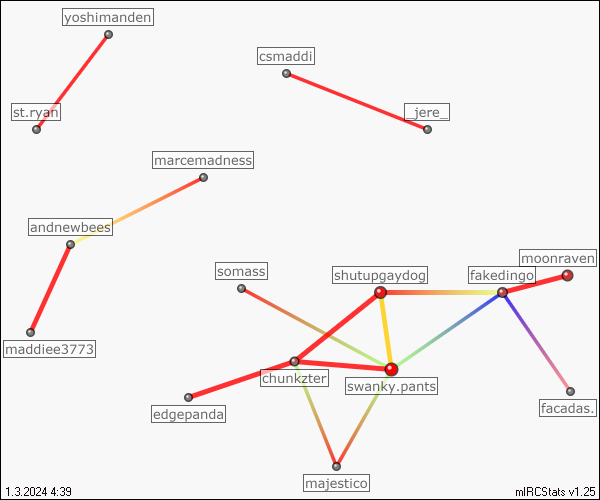 yoshimanden
csmaddi
st.ryan
_jere_
marcemadness
andnewbees
moonraven
somass
shutupgaydog
fakedingo
maddiee3773
chunkzter
swanky.pants
edgepanda
facadas.
majestico
1.3.2024 4:39
mIRCStats v1.25